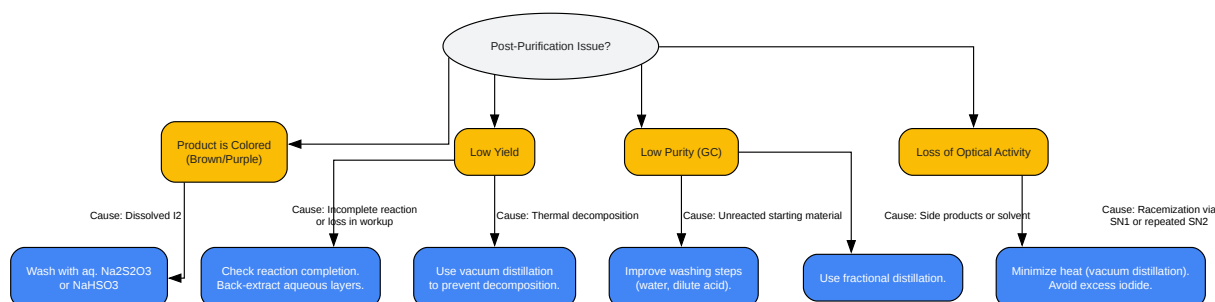 Post-Purification Issue?
Product is Colored
(Brown/Purple)
Low Yield
Low Purity (GC)
Loss of Optical Activity
Cause: Dissolved I2
Cause: Incomplete reaction
or loss in workup
Cause: Thermal decomposition
Cause: Unreacted starting material
Cause: Side products or solvent
Cause: Racemization via
SN1 or repeated SN2
Wash with aq. Na2S2O3
or NaHSO3
Check reaction completion.
Back-extract aqueous layers.
Use vacuum distillation
to prevent decomposition.
Improve washing steps
(water, dilute acid).
Use fractional distillation.
Minimize heat (vacuum distillation).
Avoid excess iodide.